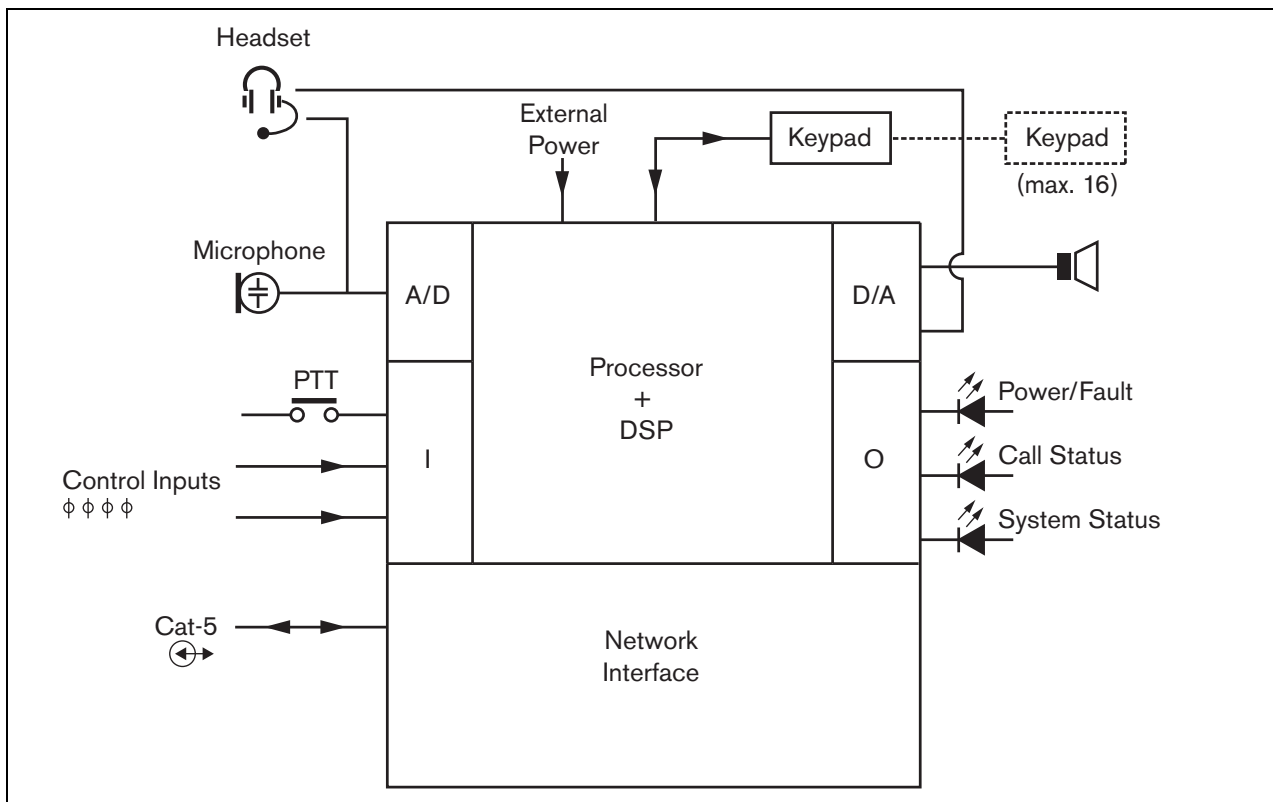 Headset
External
Power
Keypad
Keypad
(max. 16)
Microphone
A/D
D/A
Processor
+
DSP
PTT
Power/Fault
I
O
Call Status
Control Inputs
System Status
Cat-5
Network
Interface